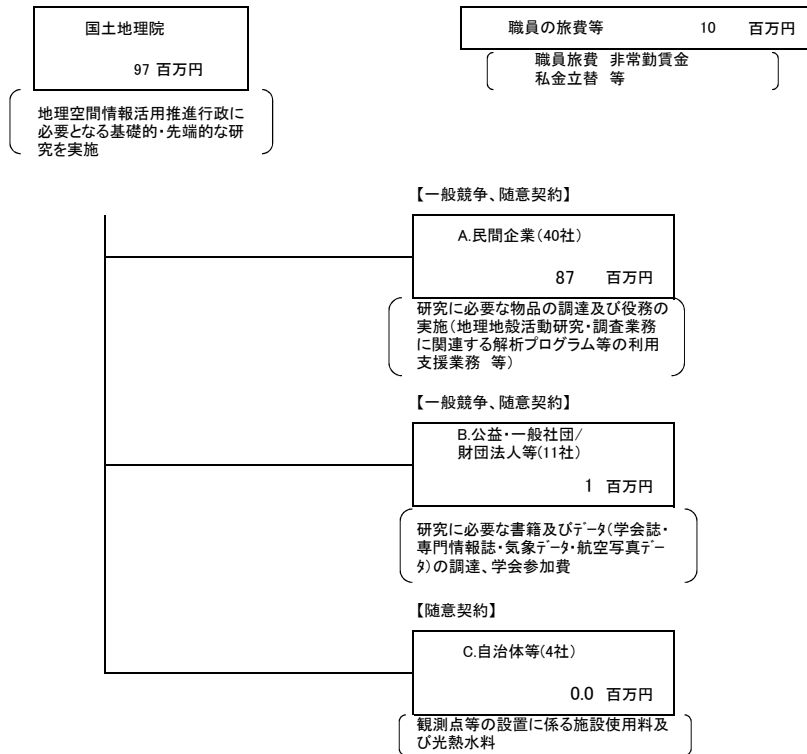 国土地理院
97 百万円
地理空間情報活用推進行政に
必要となる基礎的・先端的な研
究を実施
職員の旅費等 10 百万円
職員旅費 非常勤賃金
私金立替 等
【一般競争、随意契約】
A.民間企業(40社)
87 百万円
研究に必要な物品の調達及び役務の
実施(地理地殻活動研究・調査業務
に関連する解析プログラム等の利用
支援業務 等)
【一般競争、随意契約】
B.公益・一般社団/
財団法人等(11社)
1 百万円
研究に必要な書籍及びデータ(学会誌・
専門情報誌・気象データ・航空写真デー
タ)の調達、学会参加費
【随意契約】
C.自治体等(4社)
0.0 百万円
観測点等の設置に係る施設使用料及
び光熱水料